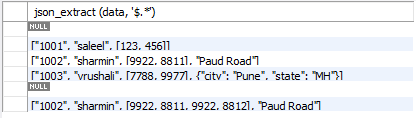 json_extract (data, '$.*')
NULL
["1001", "saleel", [123, 456]]
["1002", "sharmin", [9922, 8811], "Paud Road"]
["1003", "vrushali", [7788, 9977], {"city": "Pune", "state": "MH"}]
NULL
["1002", "sharmin", [9922, 8811, 9922, 8812], "Paud Road"]